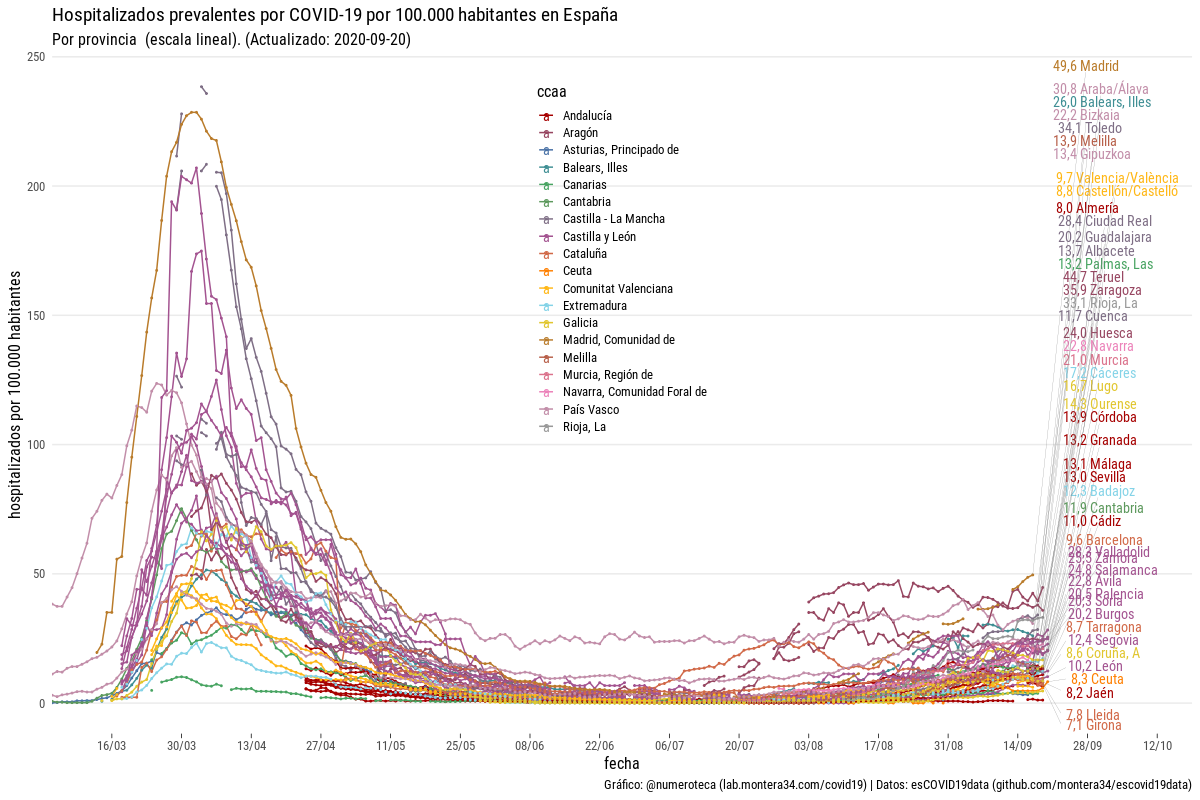 Hospitalizados prevalentes por COVID-19 por 100.000 habitantes en España
Por provincia (escala lineal). (Actualizado: 2020-09-20)
hospitalizados por 100.000 habitantes
250
200
150
100
50
0
ccaa
Andalucía
Aragón
Asturias, Principado de
Balears, Illes
Canarias
Cantabria
Castilla - La Mancha
Castilla y León
Cataluña
Ceuta
Comunitat Valenciana
Extremadura
Galicia
Madrid, Comunidad de
Melilla
Murcia, Región de
Navarra, Comunidad Foral de
País Vasco
Rioja, La
49,6 Madrid
30,8 Araba/Álava
26,0 Balears, Illes
22,2 Bizkaia
34,1 Toledo
13,9 Melilla
13,4 Gipuzkoa
9,7 Valencia/València
8,8 Castellón/Castelló
8,0 Almería
28,4 Ciudad Real
20,2 Guadalajara
13,7 Albacete
13,2 Palmas, Las
44,7 Teruel
35,9 Zaragoza
33,1 Rioja, La
11,7 Cuenca
24,0 Huesca
22,8 Navarra
21,0 Murcia
17,2 Cáceres
16,7 Lugo
14,3 Ourense
13,9 Córdoba
13,2 Granada
13,1 Málaga
13,0 Sevilla
12,3 Badajoz
11,9 Cantabria
11,0 Cádiz
9,6 Barcelona
28,3 Valladolid
Zamora
24,8 Salamanca
22,8 Ávila
20,5 Palencia
20,3 Soria
20,2 Burgos
8,7 Tarragona
12,4 Segovia
8,6 Coruña, A
10,2 León
8,3 Ceuta
8,2 Jaén
7,8 Lleida
7,1 Girona
16/03
30/03
13/04
27/04
11/05
25/05
08/06
22/06
06/07
20/07
03/08
17/08
31/08
14/09
28/09
12/10
fecha
Gráfico: @numeroteca (lab.montera34.com/covid19) | Datos: esCOVID19data (github.com/montera34/escovid19data)